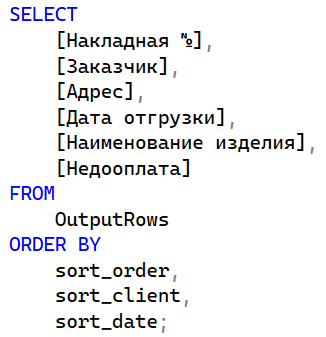 SELECT
[Накладная №],
[Заказчик],
[Адрес],
[Дата отгрузки],
[Наименование изделия],
[Недооплата]
FROM
OutputRows
ORDER BY
sort_order,
sort_client,
sort_date;